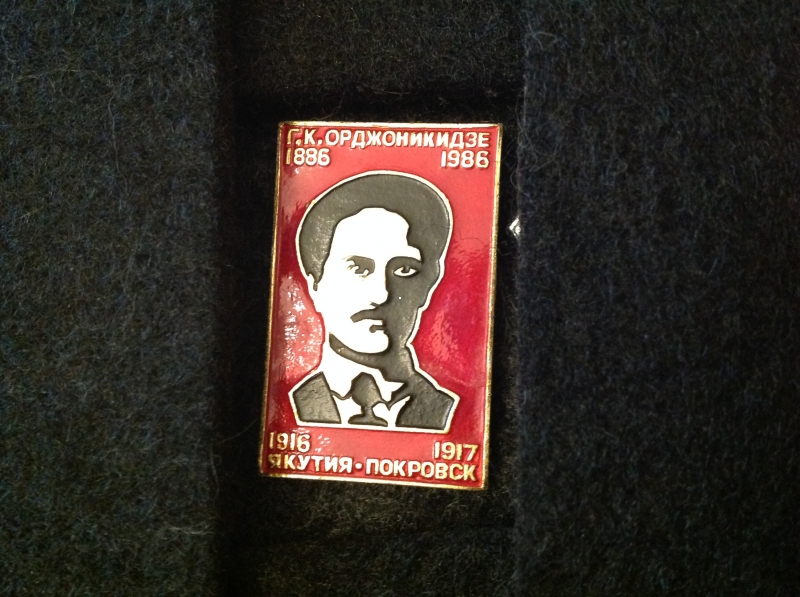 Г.К. ОРДЖОНИКИДЗЕ
1886 1986
1916 1917
ЯКУТИЯ • ПОКРОВСК